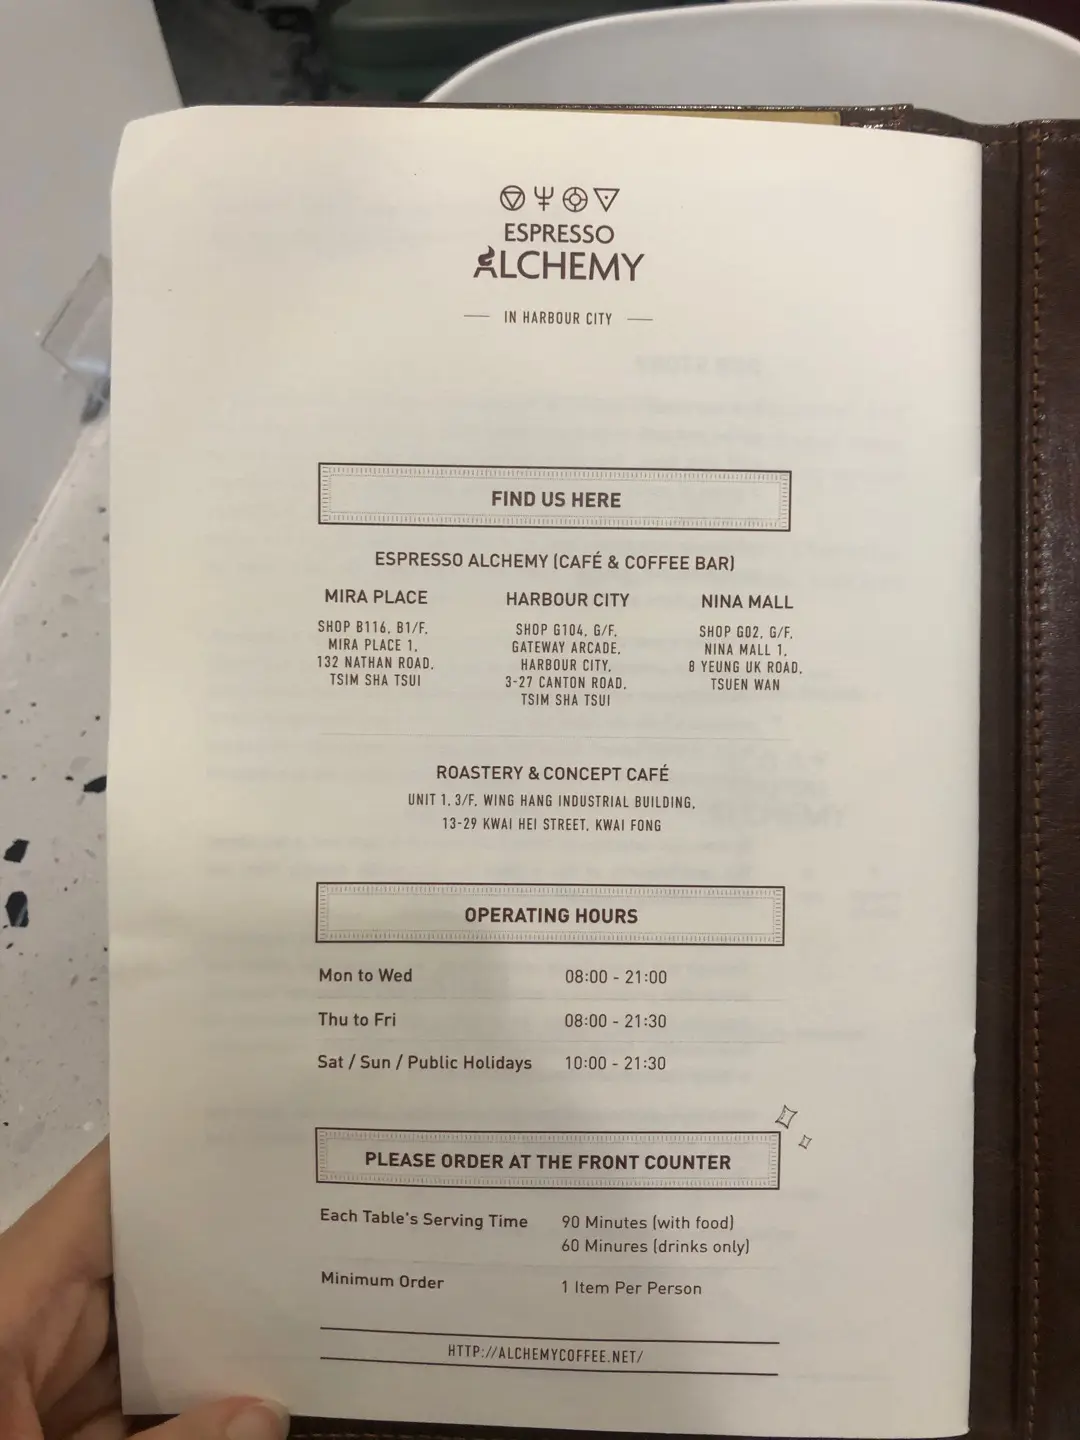 ESPRESSO
ALCHEMY
IN HARBOUR CITY
FIND US HERE
ESPRESSO ALCHEMY (CAFÉ & COFFEE BAR)
MIRA PLACE
SHOP B116, B1/F,
MIRA PLACE 1,
132 NATHAN ROAD,
TSIM SHA TSUI
HARBOUR CITY
SHOP G104, G/F,
GATEWAY ARCADE,
HARBOUR CITY,
3-27 CANTON ROAD,
TSIM SHA TSUI
NINA MALL
SHOP G02, G/F,
NINA MALL 1,
8 YEUNG UK ROAD,
TSUEN WAN
ROASTERY & CONCEPT CAFÉ
UNIT 1, 3/F, WING HANG INDUSTRIAL BUILDING,
13-29 KWAI HEI STREET, KWAI FONG
OPERATING HOURS
Mon to Wed 08:00 - 21:00
Thu to Fri 08:00 - 21:30
Sat / Sun / Public Holidays 10:00 - 21:30
PLEASE ORDER AT THE FRONT COUNTER
Each Table's Serving Time 90 Minutes (with food)
60 Minures (drinks only)
Minimum Order 1 Item Per Person
HTTP://ALCHEMYCOFFEE.NET/